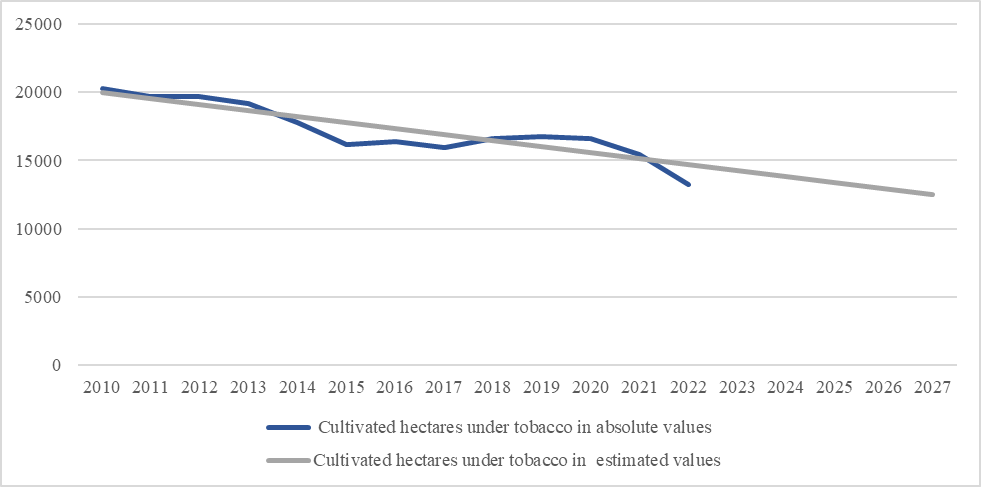 25000
20000
15000
10000
5000
0
2010 2011 2012 2013 2014 2015 2016 2017 2018 2019 2020 2021 2022 2023 2024 2025 2026 2027
Cultivated hectares under tobacco in absolute values
Cultivated hectares under tobacco in estimated values